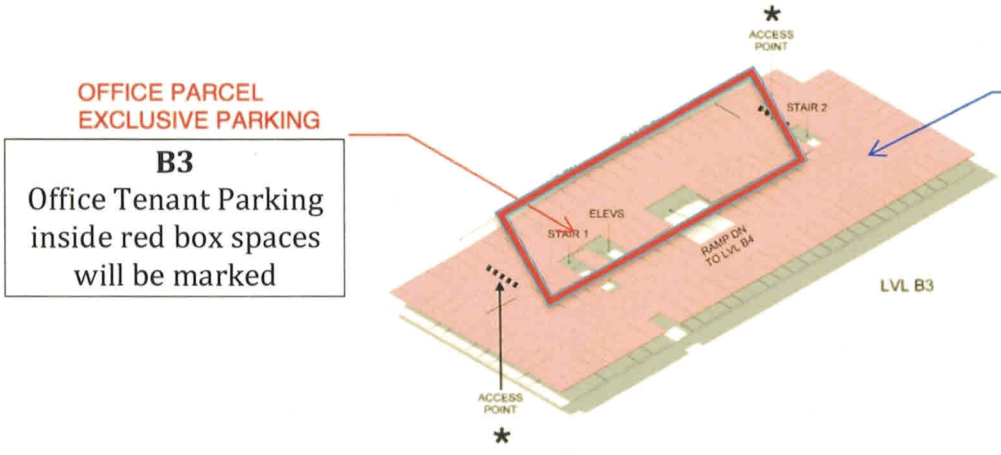 *
ACCESS
POINT
OFFICE PARCEL
EXCLUSIVE PARKING
STAIR 2
B3
Office Tenant Parking
inside red box spaces
will be marked
ELEVS
STAIR 1
RAMP DN
TO LVL B4
LVL B3
ACCESS
POINT
*